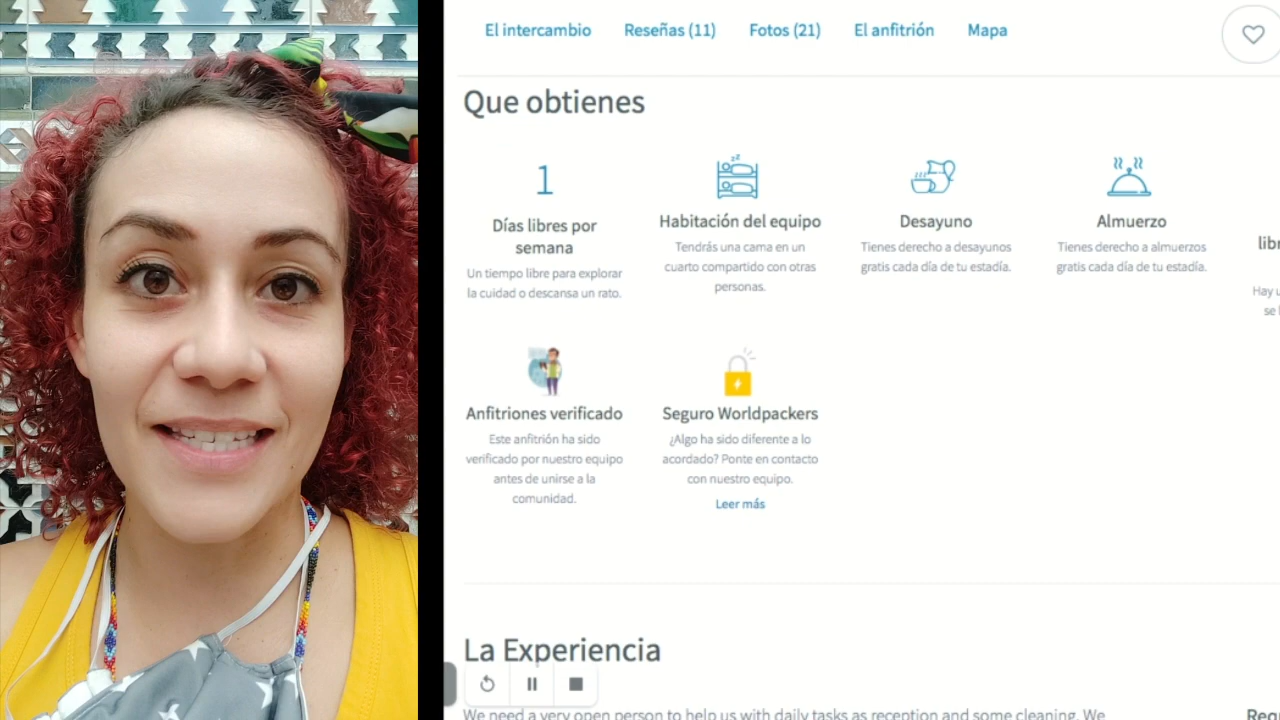 El intercambio
Reseñas (11)
Fotos (21)
El anfitrión
Mapa
Que obtienes
1
Días libres por
semana
Un tiempo libre para explorar
la cuidad o descansa un rato.
Habitación del equipo
Tendrás una cama en un
cuarto compartido con otras
personas.
Desayuno
Tienes derecho a desayunos
gratis cada día de tu estadía.
Almuerzo
Tienes derecho a almuerzos
gratis cada día de tu estadía.
Hay
Anfitriones verificado
Este anfitrión ha sido
verificado por nuestro equipo
antes de unirse a la
comunidad.
Seguro Worldpackers
¿Algo ha sido diferente a lo
acordado? Ponte en contacto
con nuestro equipo.
Leer más
La Experiencia
We need a very open person to help us with daily tasks as reception and some cleaning. We